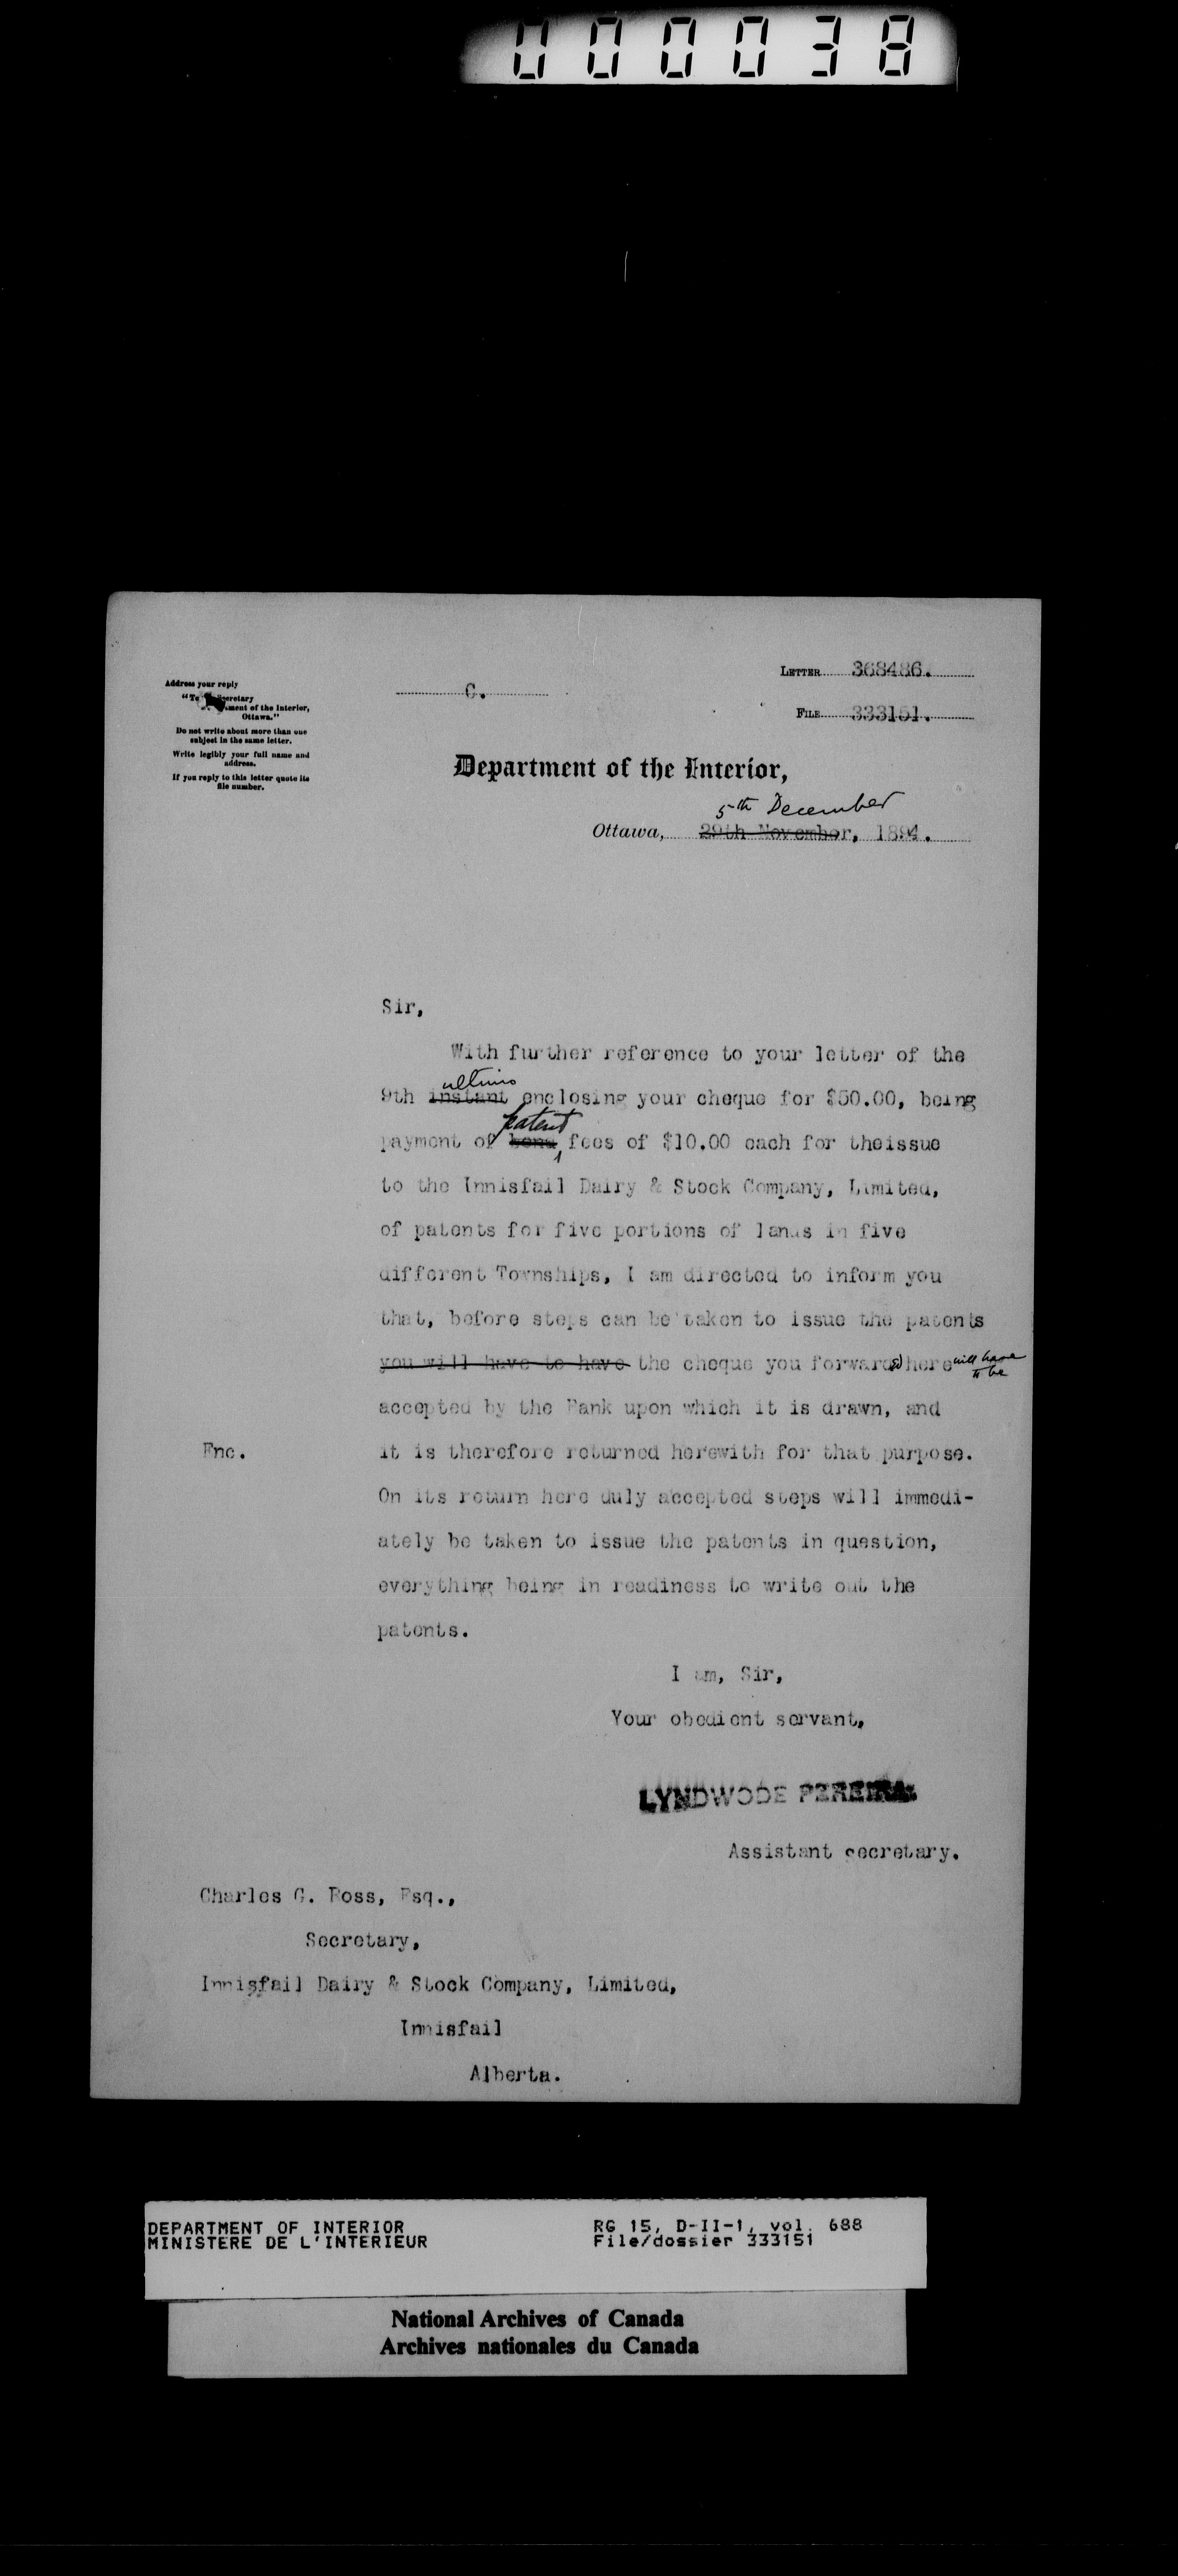 000038
Address your reply
"To secretary
ment of the Interior,
Ottawa."
Do not write about more than one
subject in the same letter.
Write legibly your full name and
address.
If you reply to this letter quote its
file number.
C.
LETTER 368486.
FILE 333151.
Department of the Interior,
5th December
Ottawa, 29th November, 1894.
Sir,
With further reference to your letter of the
ultimo
9th instant enclosing your cheque for $50.00, being
patent
payment of fees of $10.00 each for theissue
to the Innisfail Dairy & Stock Company, Limited,
of patents for five portions of lands in five
different Townships, I am directed to inform you
that, before steps can be taken to issue the patents
you will have to have the cheque you forwarded here will have
to be
accepted by the Bank upon which it is drawn, and
Enc. it is therefore returned herewith for that purpose.
On its return here duly accepted steps will immedi-
ately be taken to issue the patents in question,
everything being in readiness to write out the
patents.
I am, Sir,
Your obedient servant,
LYNDWODE PEREIRA
Assistant secretary.
Charles G. Ross, Esq.,
Secretary,
Innisfail Dairy & Stock Company, Limited,
Innisfail
Alberta.
DEPARTMENT OF INTERIOR RG 15, D-II-1, vol. 688
MINISTERE DE L'INTERIEUR File/dossier 333151
National Archives of Canada
Archives nationales du Canada